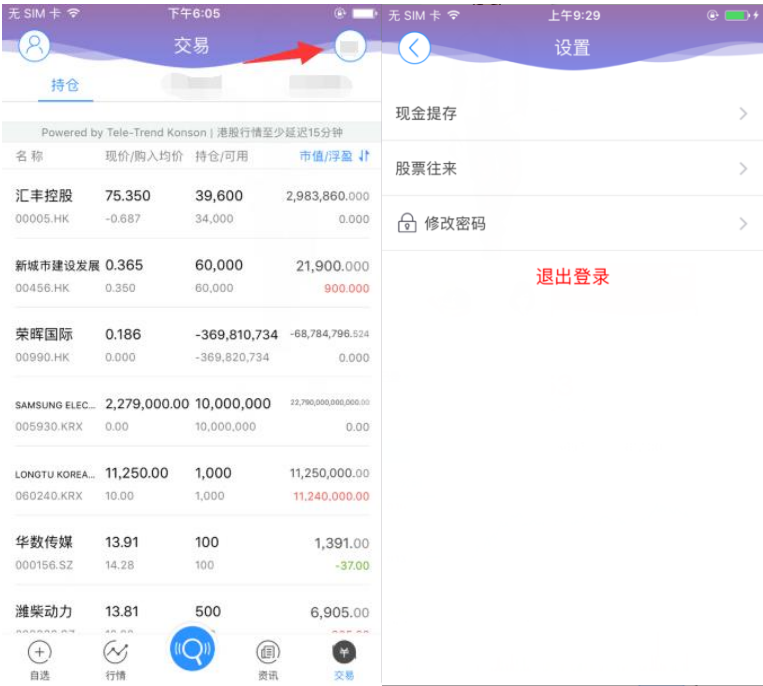 无 SIM 卡 下午6:05
交易
持仓
Powered by Tele-Trend Konson | 港股行情至少延迟15分钟
名称 现价/购入均价 持仓/可用 市值/浮盈
汇丰控股 75.350 39,600 2,983,860.000
00005.HK -0.687 34,000 0.000
新城市建设发展 0.365 60,000 21,900.000
00456.HK 0.350 60,000 900.000
荣晖国际 0.186 -369,810,734 -68,784,796.524
00990.HK 0.000 -369,820,734 0.000
SAMSUNG ELEC... 2,279,000.00 10,000,000 22,790,000,000,000.00
005930.KRX 0.00 10,000,000 0.00
LONGTU KOREA... 11,250.00 1,000 11,250,000.00
060240.KRX 10.00 1,000 11,240,000.00
华数传媒 13.91 100 1,391.00
000156.SZ 14.28 100 -37.00
潍柴动力 13.81 500 6,905.00
自选 行情 资讯 交易
无 SIM 卡 上午9:29
设置
现金提存
股票往来
修改密码
退出登录